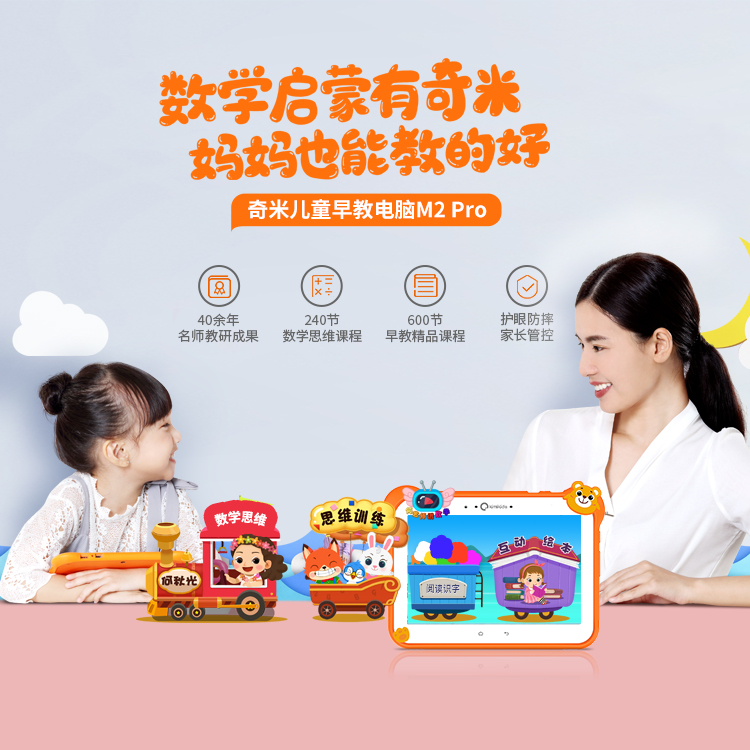 数学启蒙有奇米
妈妈也能教的好
奇米儿童早教电脑M2 Pro
40余年
名师教研成果
240节
数学思维课程
600节
早教精品课程
护眼防摔
家长管控
数学思维
何秋光
思维训练
阅读识字
互动绘本